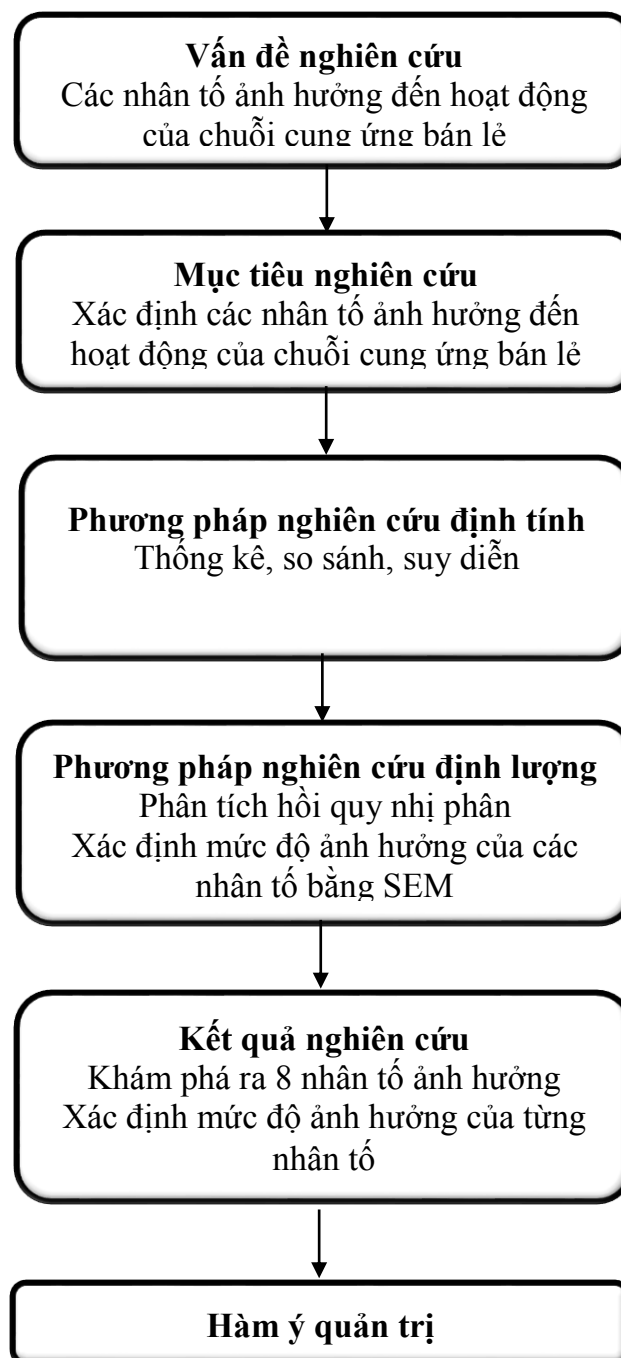 Vấn đề nghiên cứu
Các nhân tố ảnh hưởng đến hoạt động
của chuỗi cung ứng bán lẻ
Mục tiêu nghiên cứu
Xác định các nhân tố ảnh hưởng đến
hoạt động của chuỗi cung ứng bán lẻ
Phương pháp nghiên cứu định tính
Thống kê, so sánh, suy diễn
Phương pháp nghiên cứu định lượng
Phân tích hồi quy nhị phân
Xác định mức độ ảnh hưởng của các
nhân tố bằng SEM
Kết quả nghiên cứu
Khám phá ra 8 nhân tố ảnh hưởng
Xác định mức độ ảnh hưởng của từng
nhân tố
Hàm ý quản trị